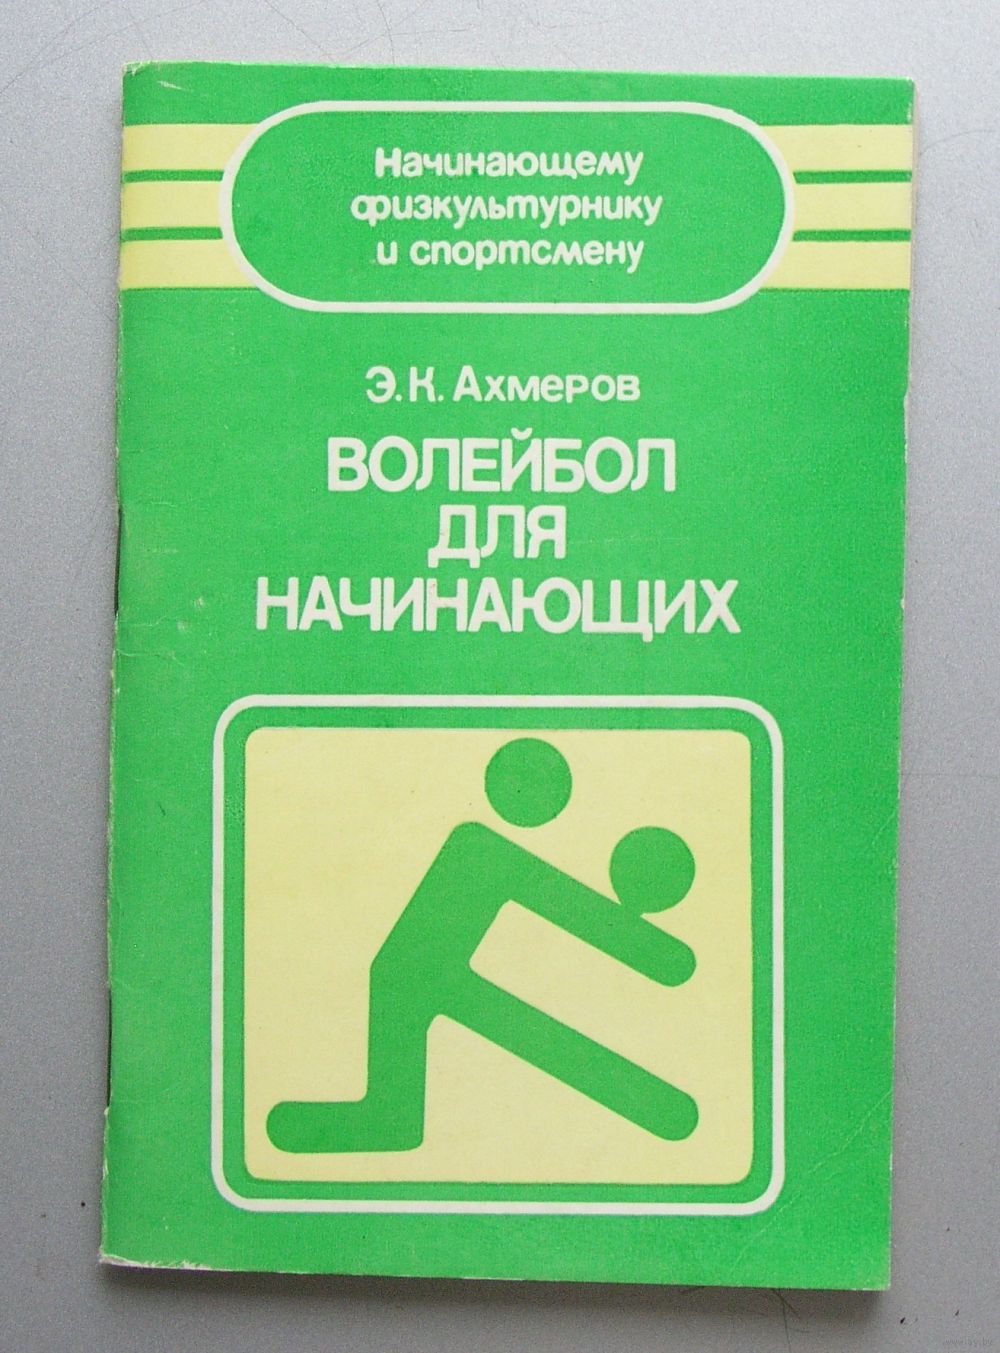 Начинающему
физкультурнику
и спортсмену
Э.К. Ахмеров
ВОЛЕЙБОЛ
ДЛЯ
НАЧИНАЮЩИХ